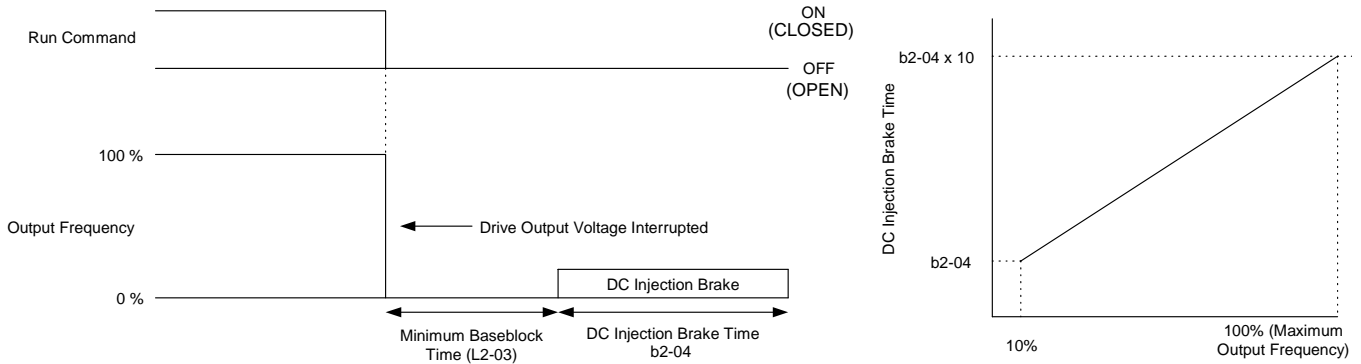 Run Command
ON
(CLOSED)
OFF
(OPEN)
100 %
Output Frequency
Drive Output Voltage Interrupted
0 %
DC Injection Brake
Minimum Baseblock
Time (L2-03)
DC Injection Brake Time
b2-04
DC Injection Brake Time
b2-04 x 10
b2-04
10%
100% (Maximum
Output Frequency)